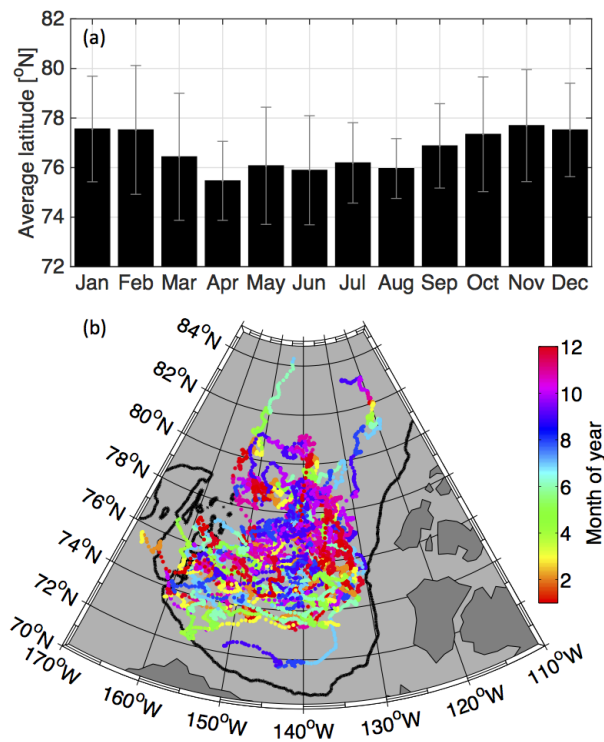 (a)
Average latitude [°N]
82
80
78
76
74
72
Jan Feb Mar Apr May Jun Jul Aug Sep Oct Nov Dec
(b)
84°N
82°N
80°N
78°N
76°N
74°N
72°N
70°N
170°W
160°W
150°W
140°W
130°W
120°W
110°W
12
10
8
6
4
2
Month of year